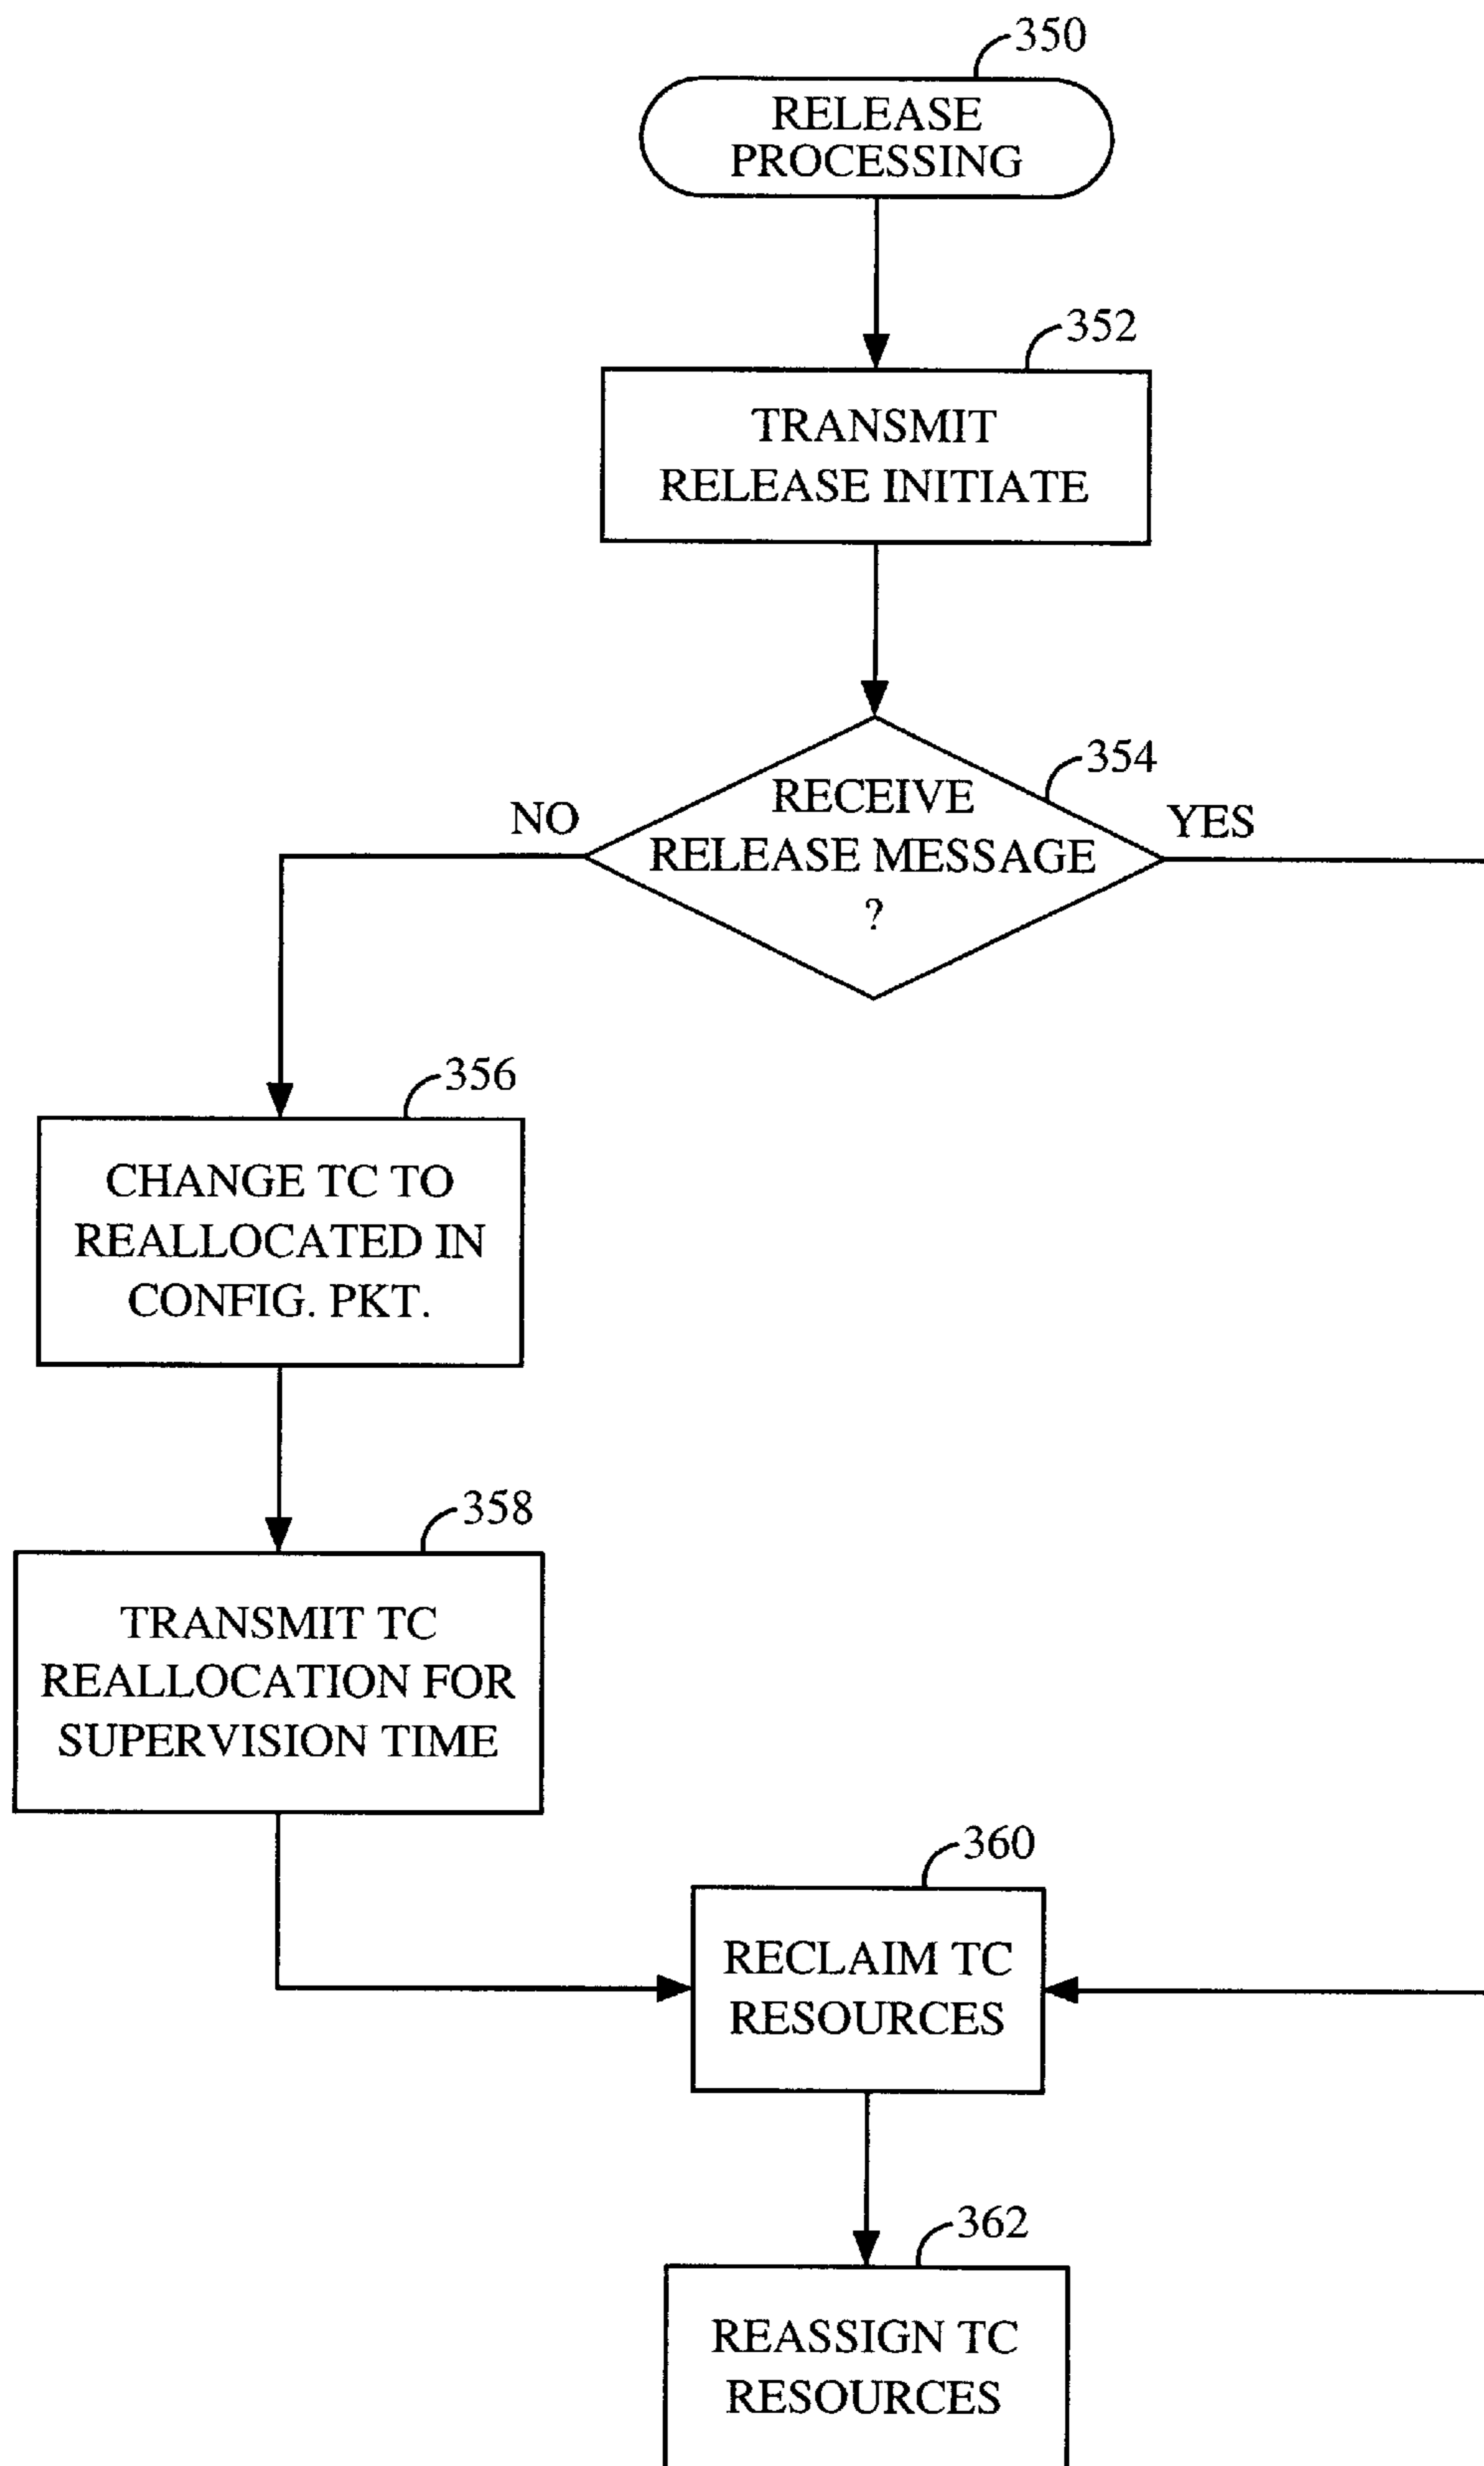 350
RELEASE
PROCESSING
352
TRANSMIT
RELEASE INITIATE
354
RECEIVE
RELEASE MESSAGE
?
NO
YES
356
CHANGE TC TO
REALLOCATED IN
CONFIG. PKT.
358
TRANSMIT TC
REALLOCATION FOR
SUPERVISION TIME
360
RECLAIM TC
RESOURCES
362
REASSIGN TC
RESOURCES